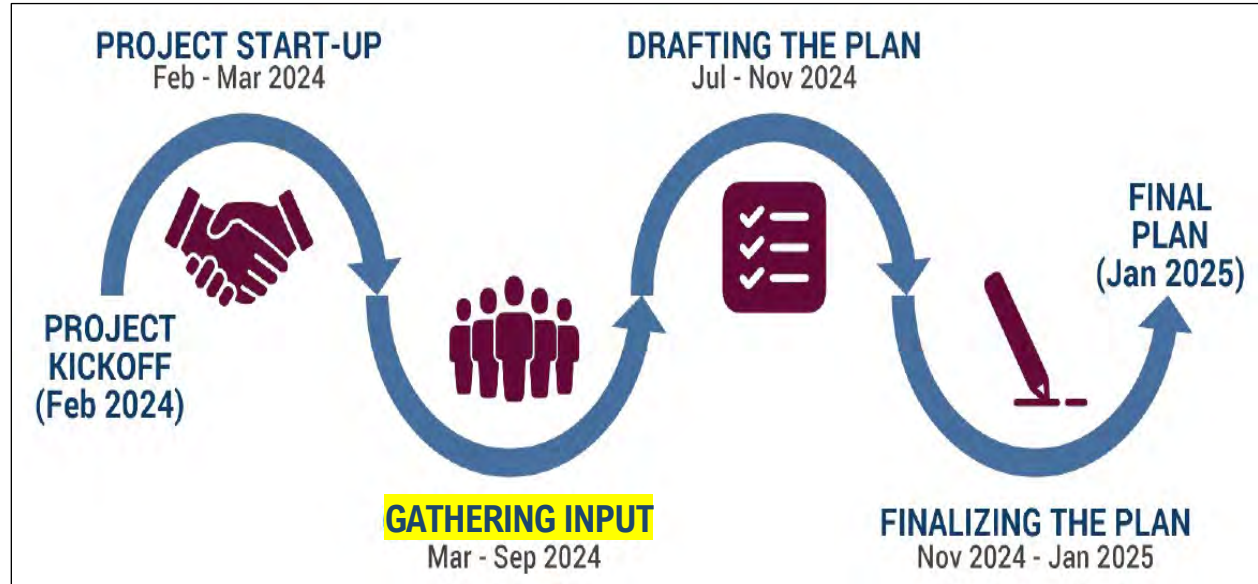 PROJECT START-UP
Feb - Mar 2024
DRAFTING THE PLAN
Jul - Nov 2024
FINAL
PLAN
(Jan 2025)
PROJECT
KICKOFF
(Feb 2024)
GATHERING INPUT
Mar - Sep 2024
FINALIZING THE PLAN
Nov 2024 - Jan 2025